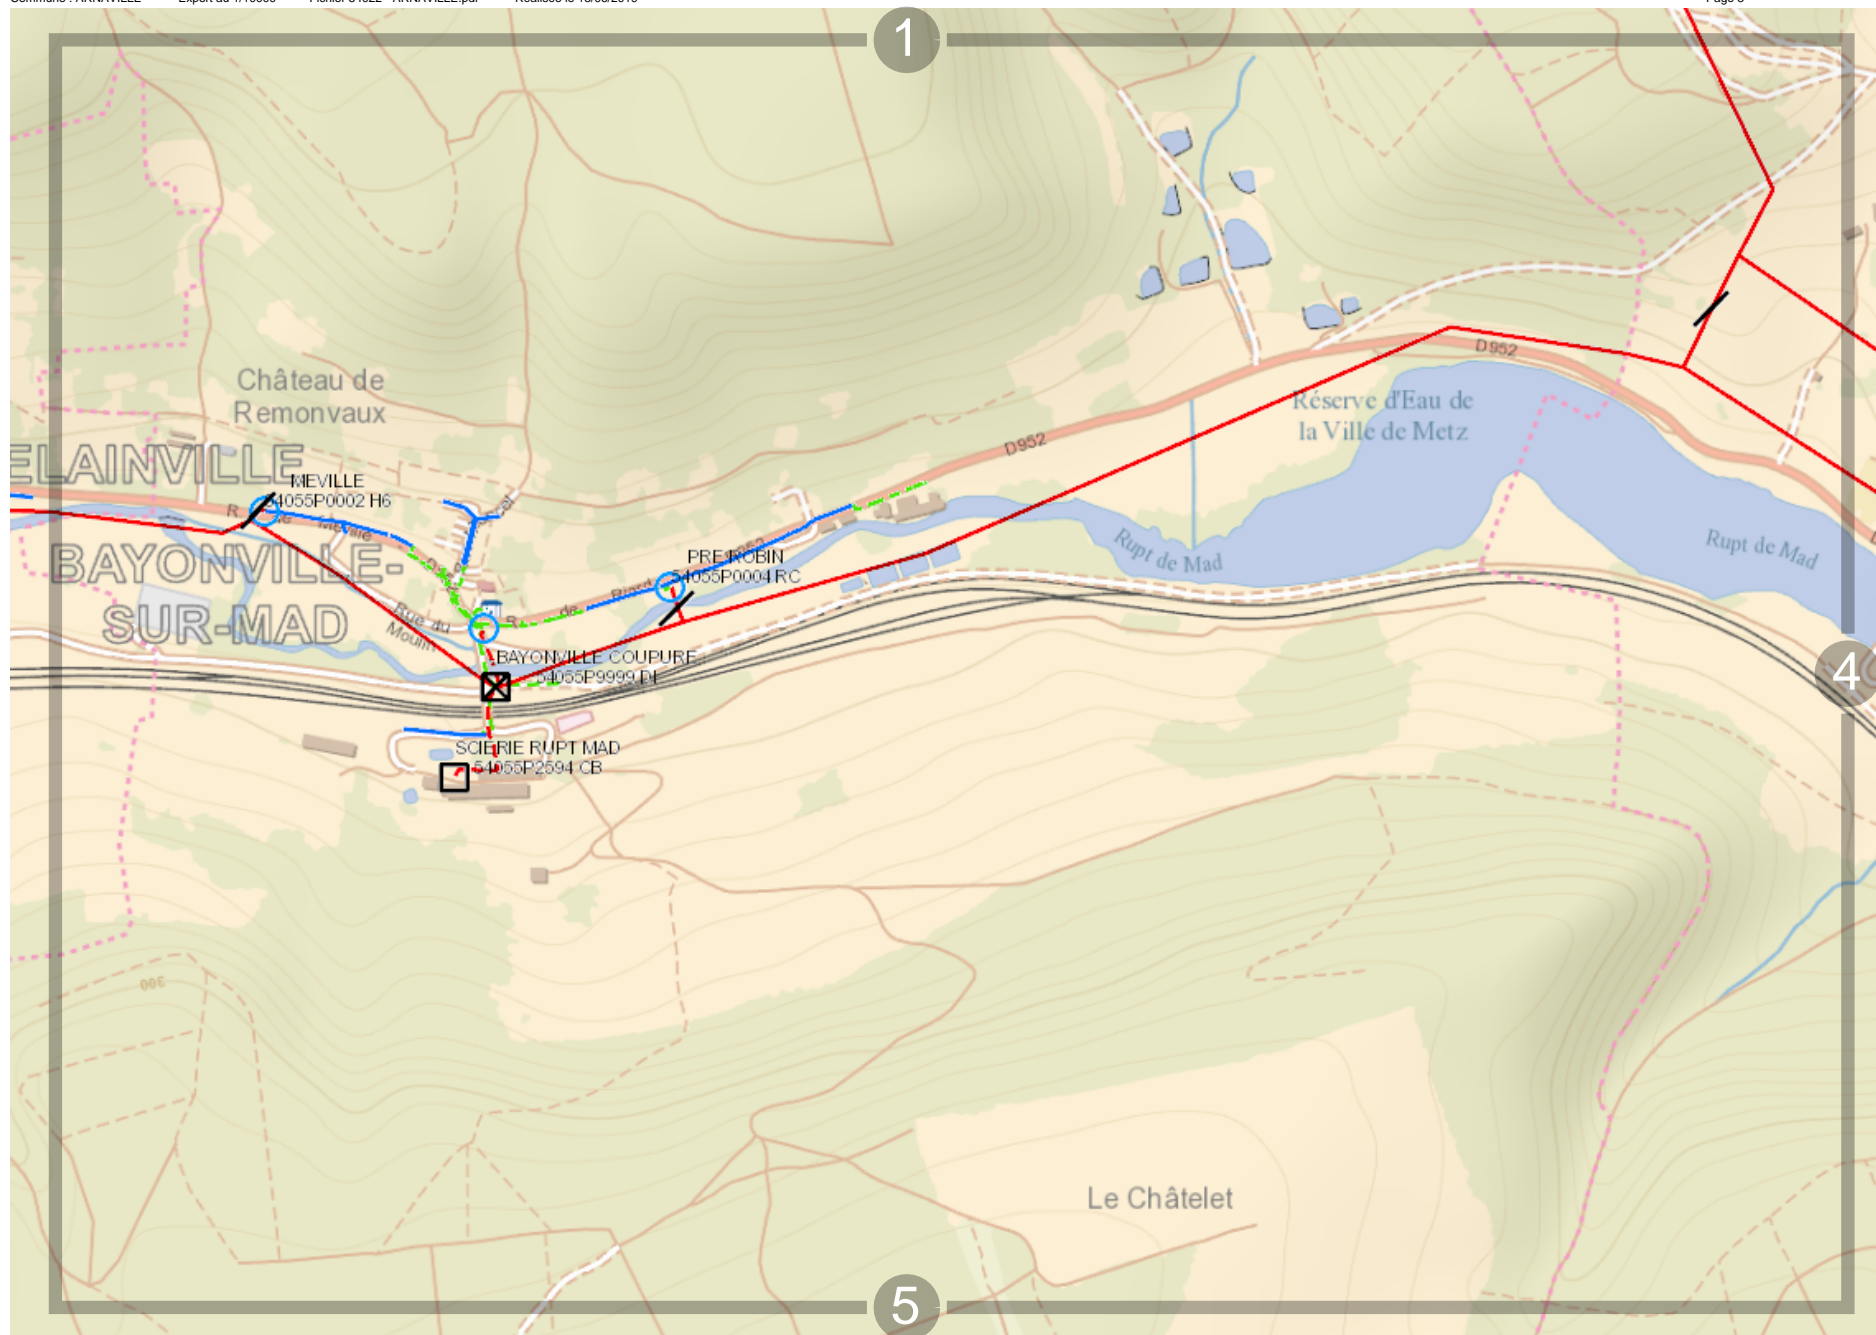 1
D952
D952
Château de
Remonvaux
Réserve d'Eau de
la Ville de Metz
ELAINVILLE
MEVILLE
54055P0002 H6
Rupt de Mad
Rupt de Mad
BAYONVILLE-
SUR-MAD
PRE ROBIN
54055P0004 RC
de
Rue du
Moulin
BAYONVILLE COUPURE
54055P9999 DI
4
SCIERIE RUPT MAD
54055P2594 CB
300
Le Châtelet
5